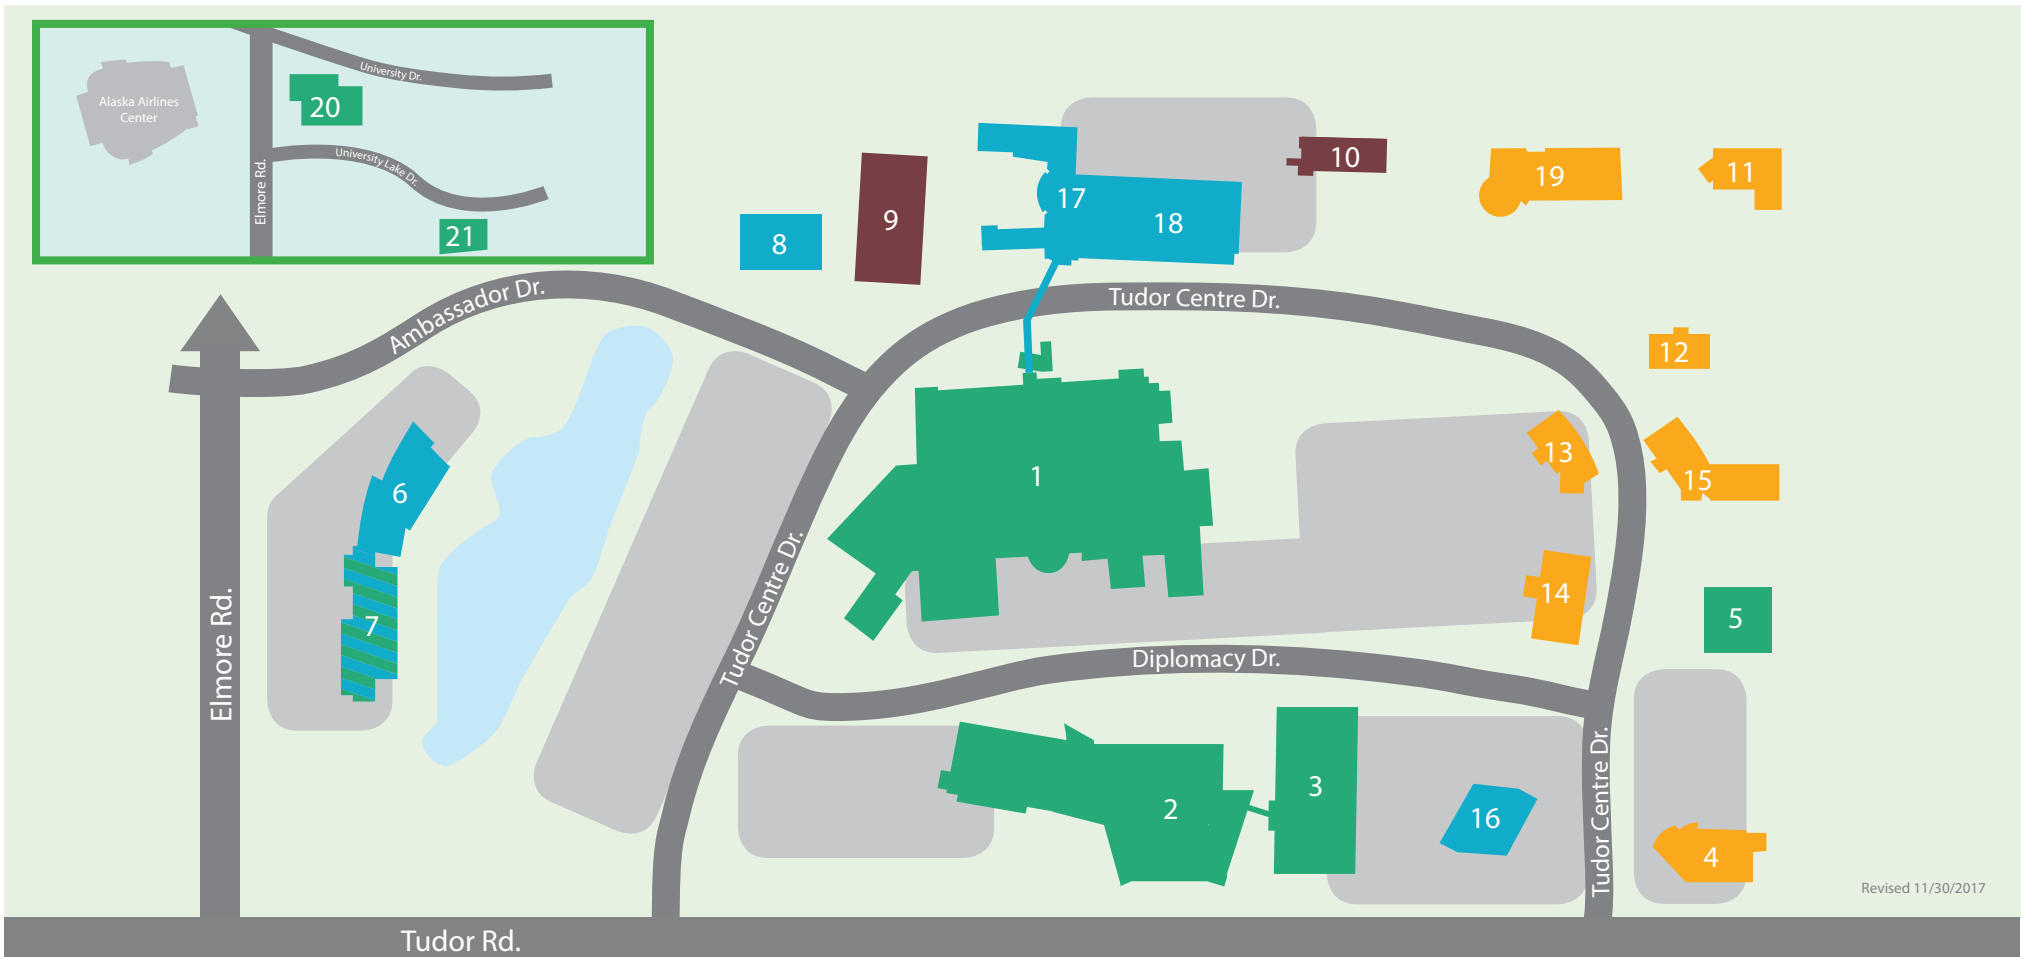 University Dr.
Alaska Airlines
Center
20
University Lake Dr.
Elmore Rd.
21
10
19
11
17
18
9
8
Ambassador Dr.
Tudor Centre Dr.
12
13
15
1
6
14
5
7
Elmore Rd.
Tudor Centre Dr.
Diplomacy Dr.
3
2
16
Tudor Centre Dr.
4
Revised 11/30/2017
Tudor Rd.